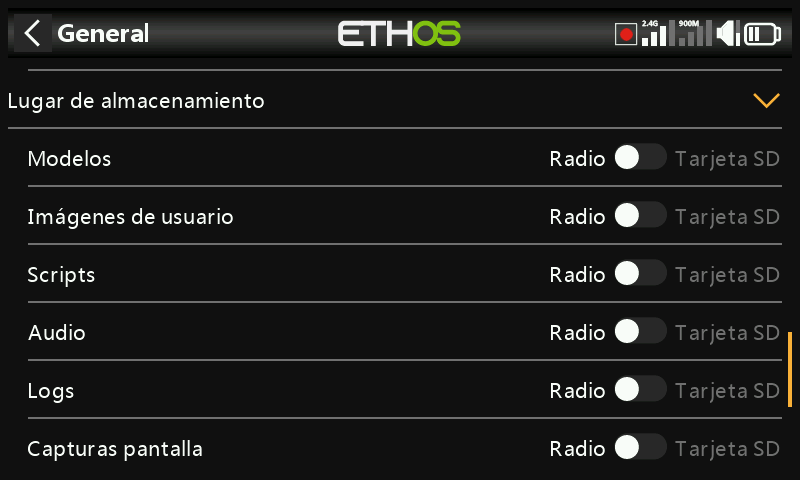 General
ETHOS
2.4G
900M
Lugar de almacenamiento
Modelos Radio Tarjeta SD
Imágenes de usuario Radio Tarjeta SD
Scripts Radio Tarjeta SD
Audio Radio Tarjeta SD
Logs Radio Tarjeta SD
Capturas pantalla Radio Tarjeta SD